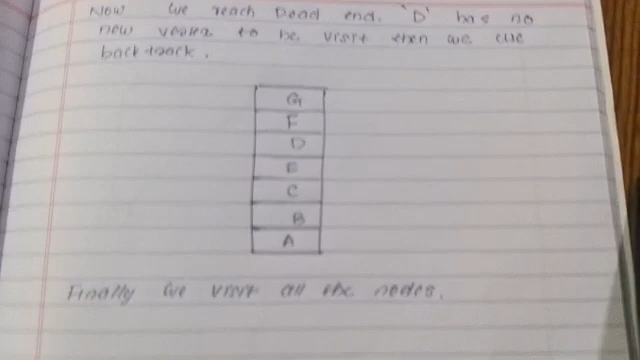 Now we reach Dead end. 'D' has no
new vertex to be visit then we use
back track.
G
F
D
E
C
B
A
Finally we visit all the nodes.